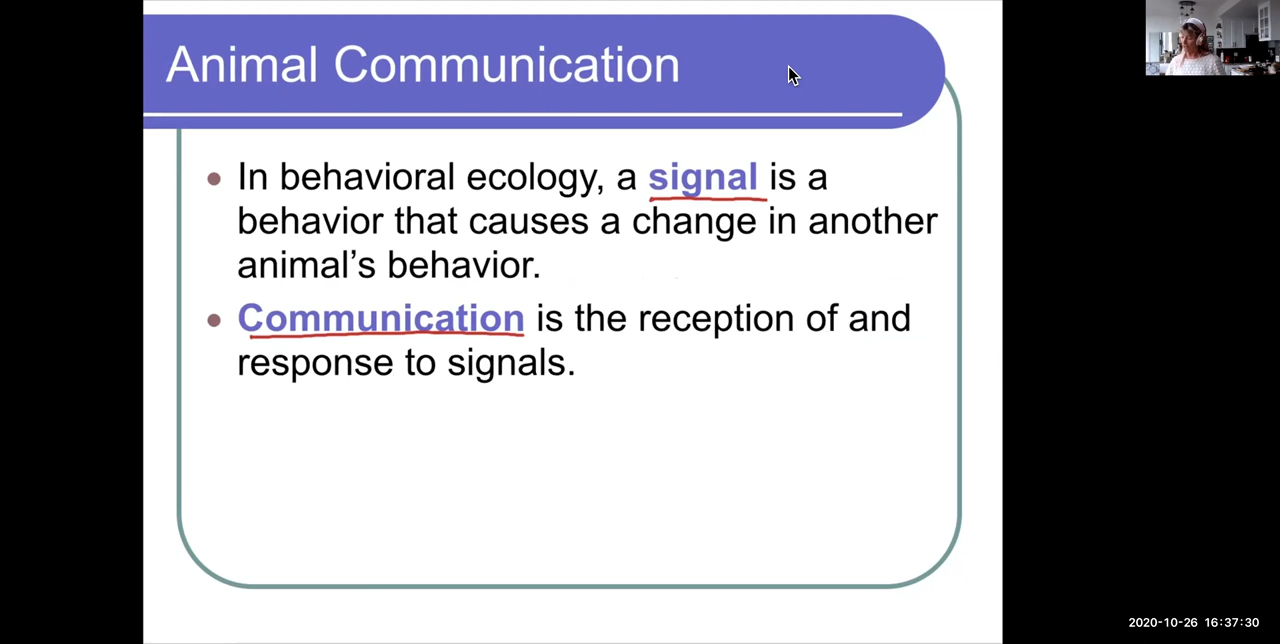 Animal Communication
In behavioral ecology, a signal is a
behavior that causes a change in another
animal’s behavior.
Communication is the reception of and
response to signals.
2020-10-26 16:37:30